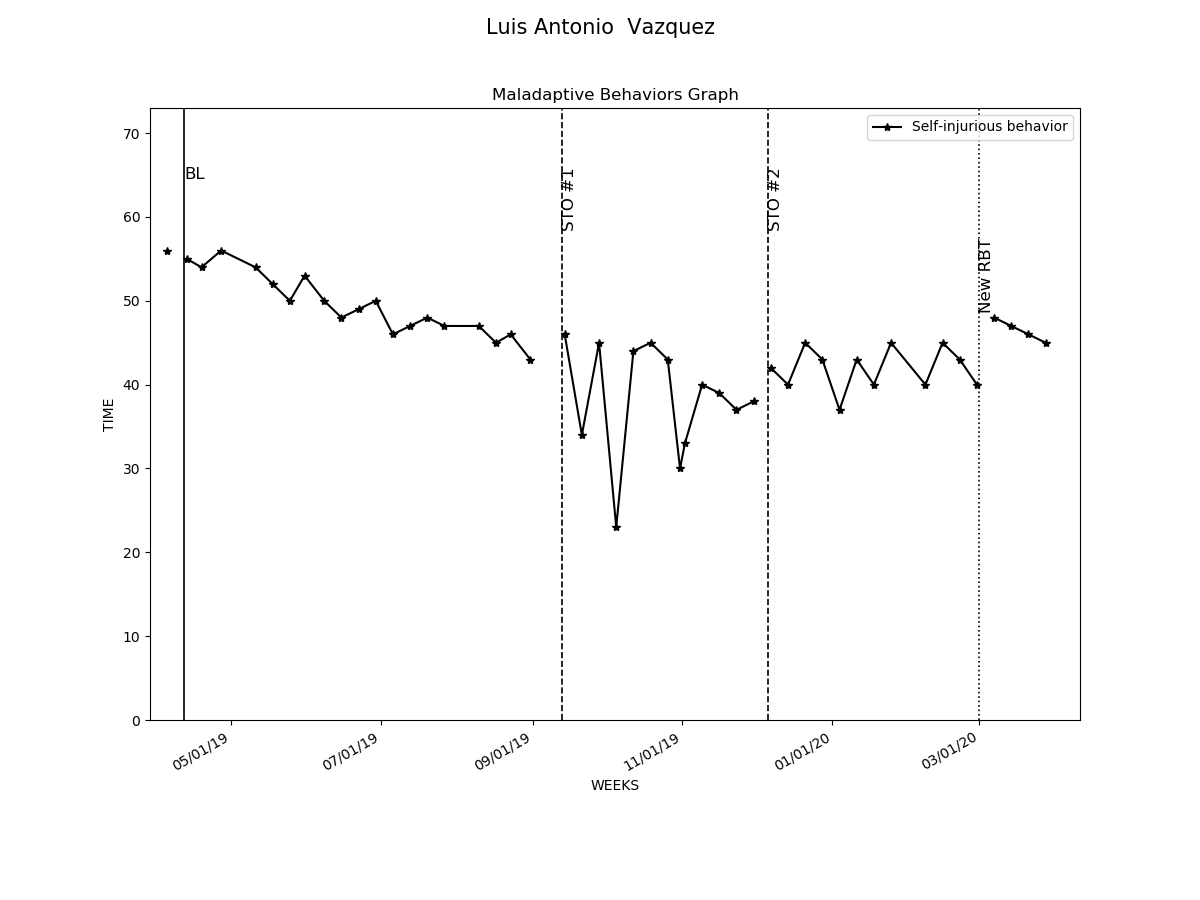 Luis Antonio  Vazquez
Maladaptive Behaviors Graph
Self-injurious behavior
70
60
50
40
30
20
10
0
TIME
BL
STO #1
STO #2
New RBT
05/01/19
07/01/19
09/01/19
11/01/19
01/01/20
03/01/20
WEEKS